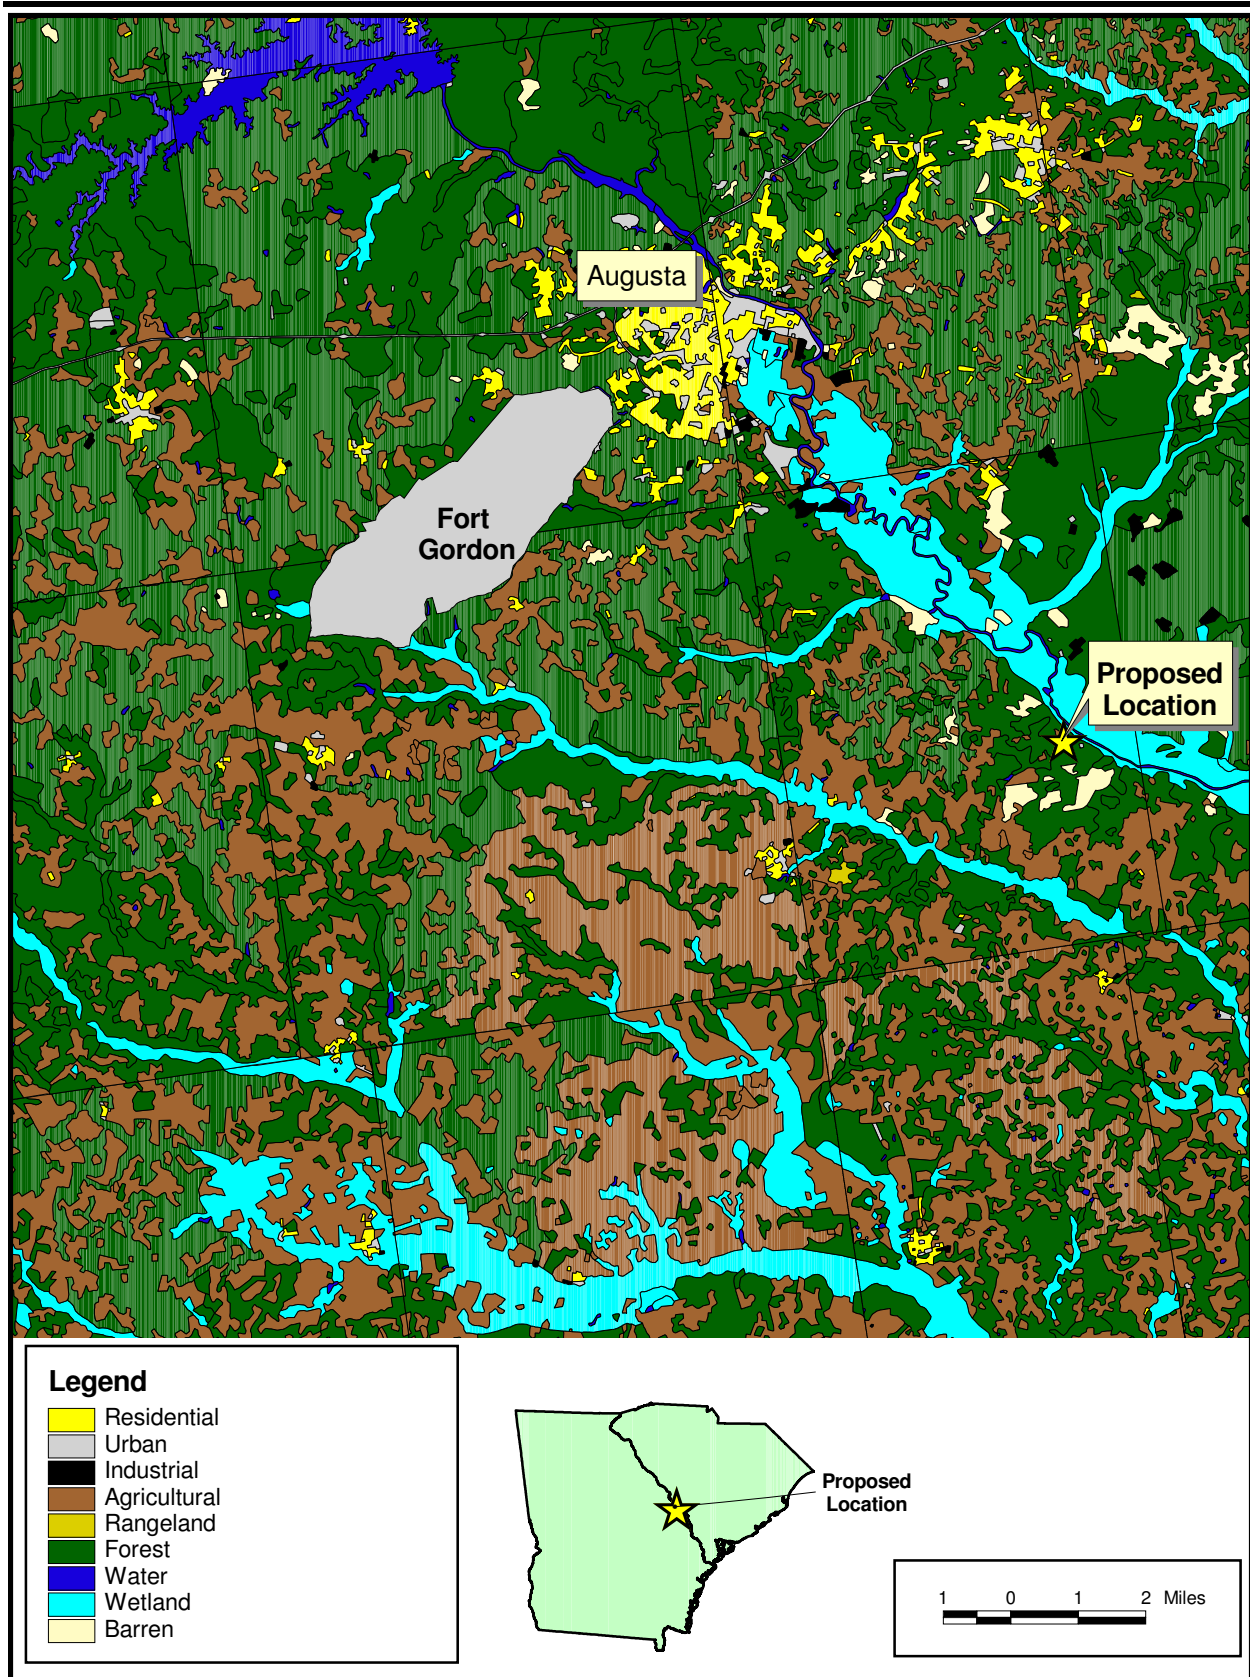 Augusta
Fort
Gordon
Proposed
Location
Legend
Residential
Urban
Industrial
Agricultural
Rangeland
Forest
Water
Wetland
Barren
Proposed
Location
1 0 1 2 Miles